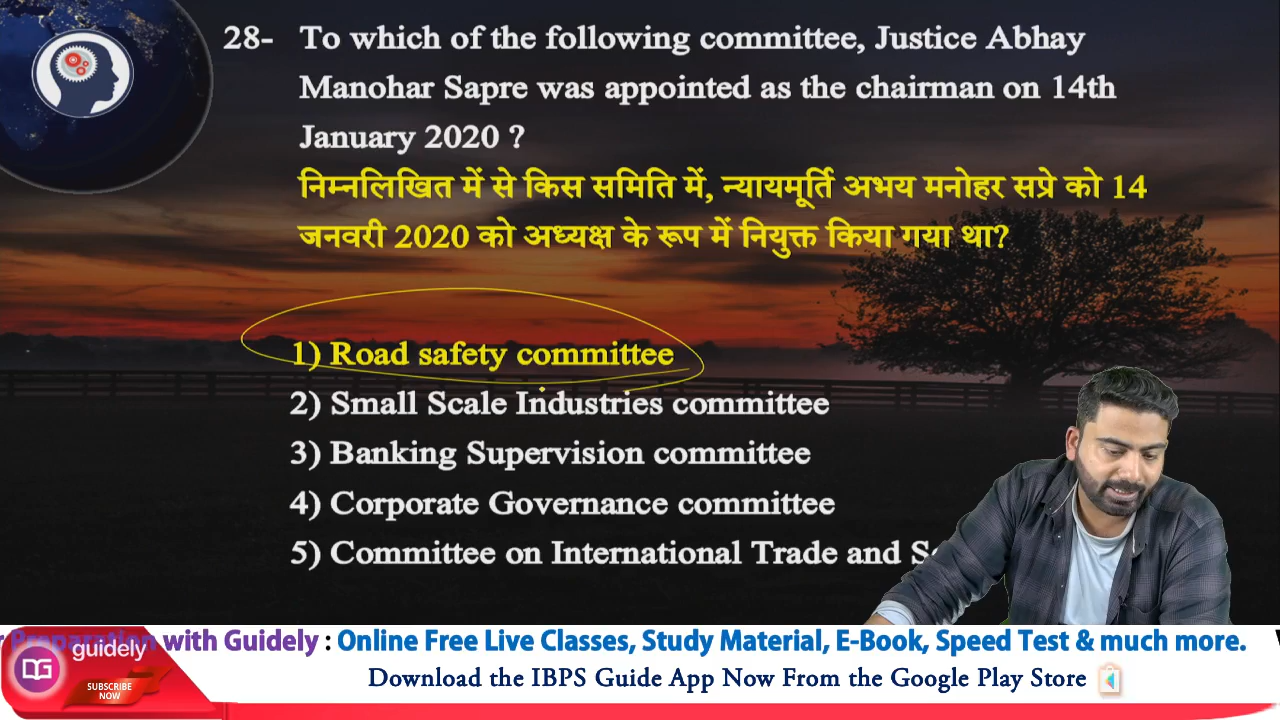 28- To which of the following committee, Justice Abhay
Manohar Sapre was appointed as the chairman on 14th
January 2020 ?
निम्नलिखित में से किस समिति में, न्यायमूर्ति अभय मनोहर सप्रे को 14
जनवरी 2020 को अध्यक्ष के रूप में नियुक्त किया गया था?
1) Road safety committee
2) Small Scale Industries committee
3) Banking Supervision committee
4) Corporate Governance committee
5) Committee on International Trade and
Preparation with Guidely : Online Free Live Classes, Study Material, E-Book, Speed Test & much more.
guidely
SUBSCRIBE
NOW
Download the IBPS Guide App Now From the Google Play Store